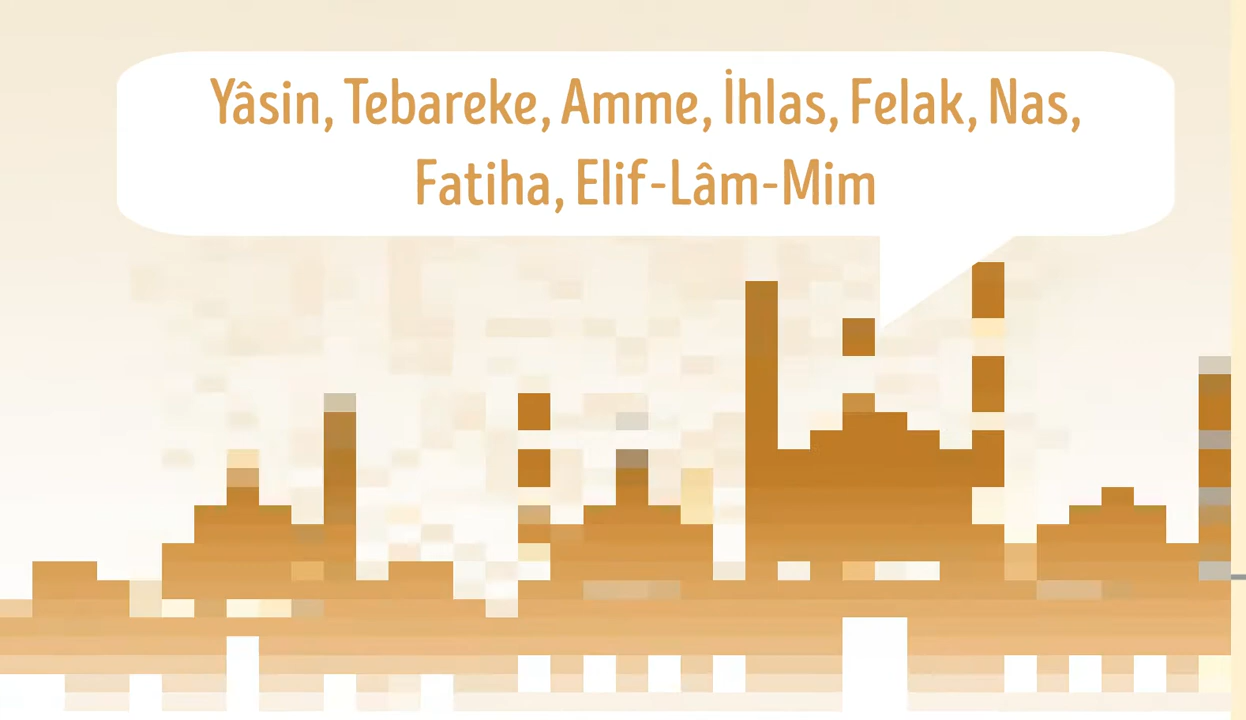 Yâsin, Tebareke, Amme, İhlas, Felak, Nas,
Fatiha, Elif-Lâm-Mim